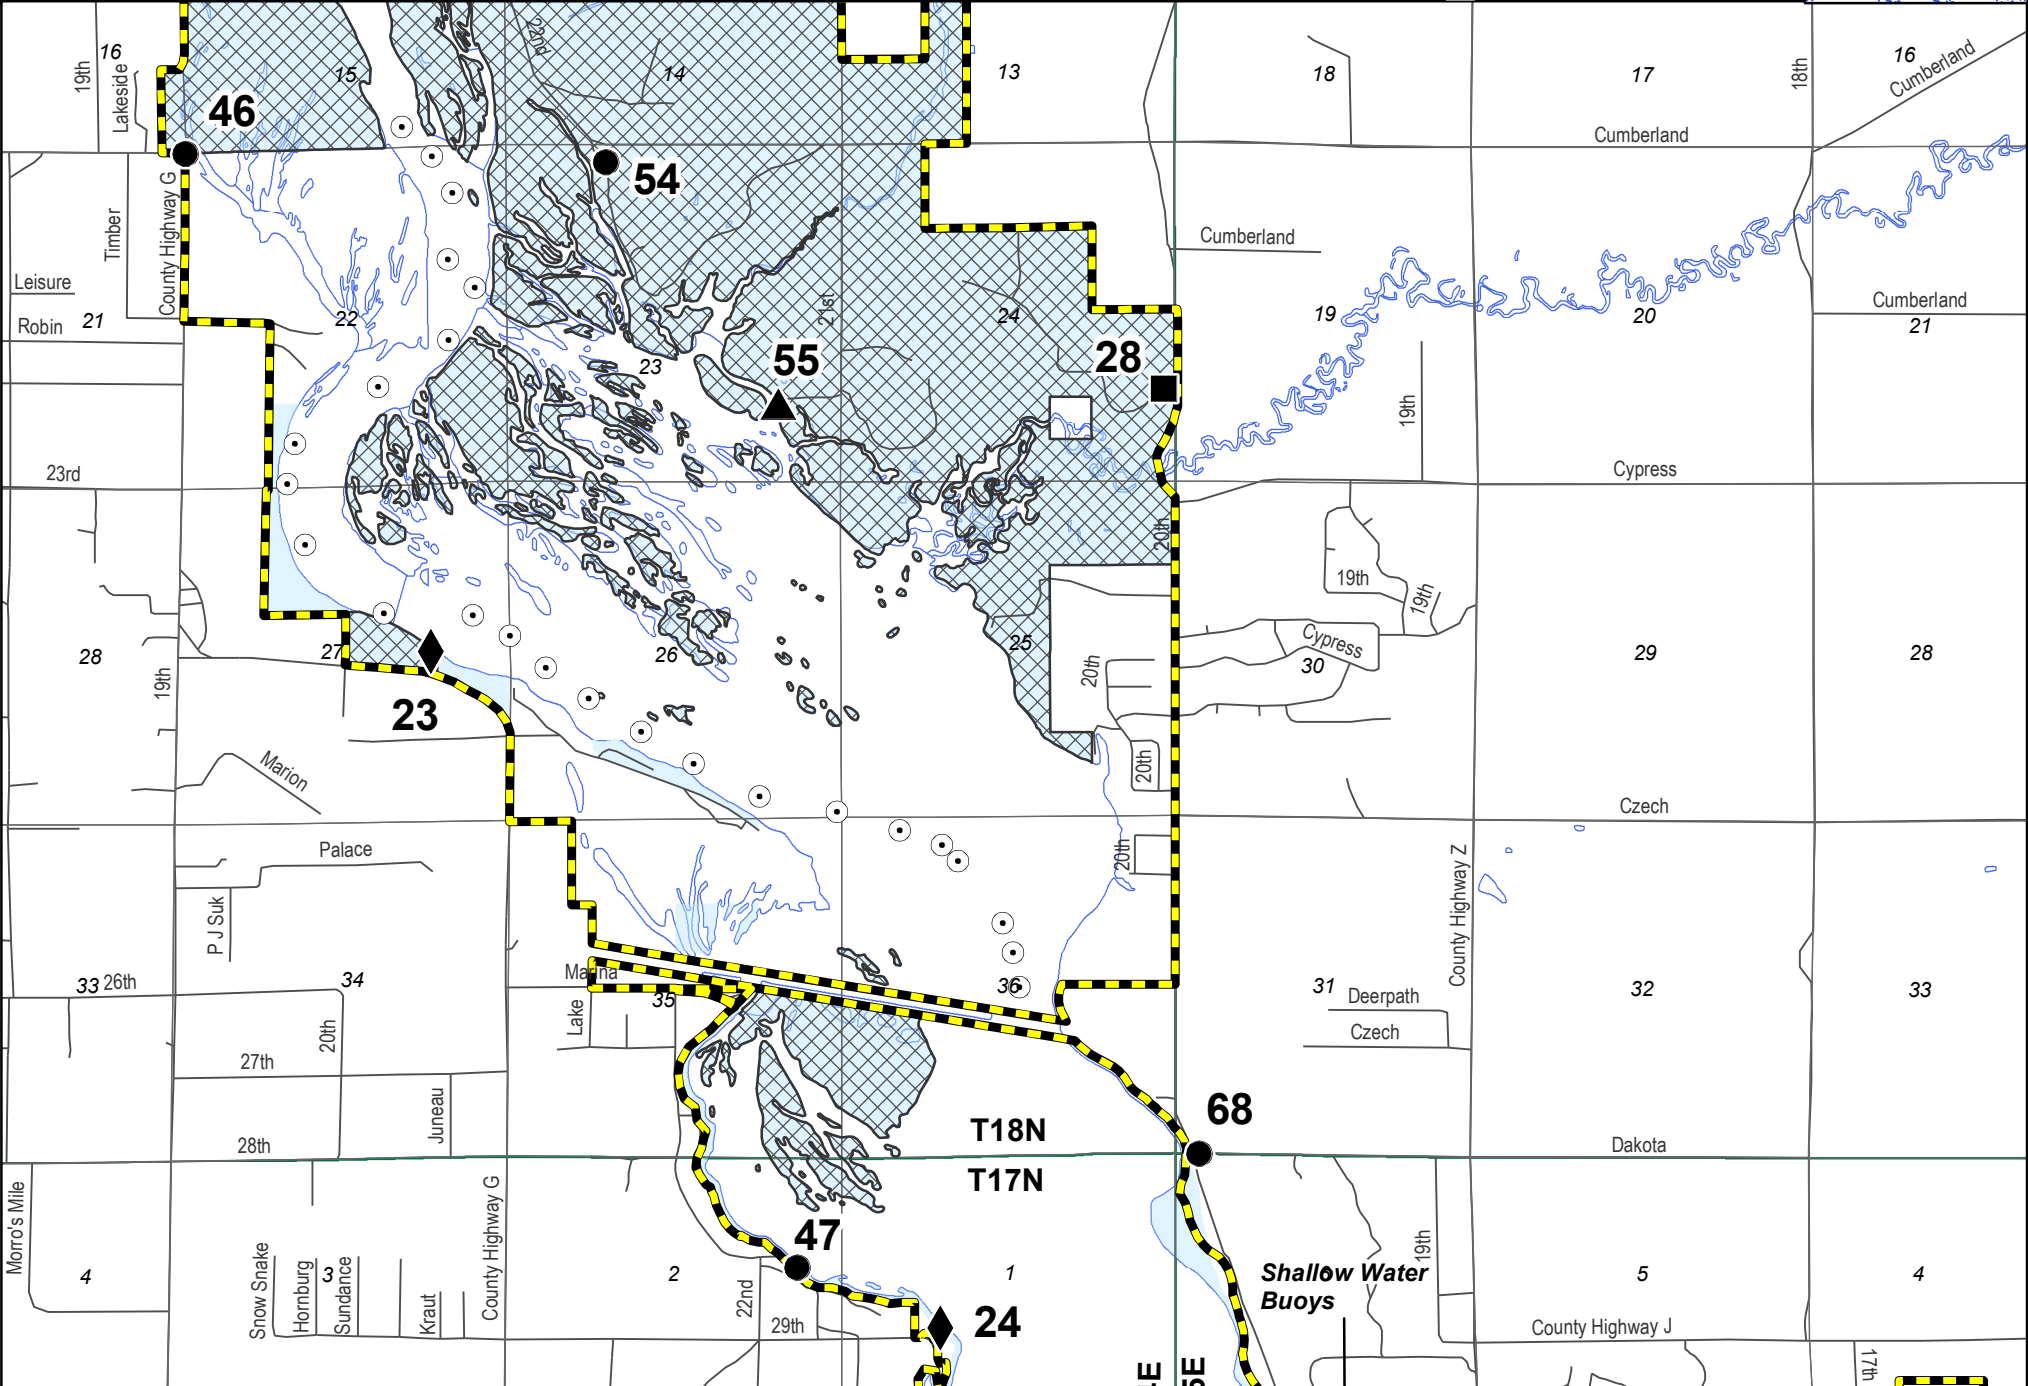 16
19th
Lakeside
15
22nd
14
13
18
17
18th
16
Cumberland
46
54
Cumberland
Timber
County Highway G
Cumberland
Leisure
Robin
21
22
23
21st
24
19
20
Cumberland
21
55
28
19th
23rd
Cypress
20th
19th
19th
28
19th
27
26
25
20th
Cypress
30
29
28
23
Marion
20th
Czech
Palace
20th
County Highway Z
P J Suk
33
26th
34
Marina
35
36
31
Deerpath
32
33
Lake
20th
Czech
27th
Juneau
68
28th
T18N
Dakota
T17N
Morro's Mile
County Highway G
47
4
Snow Snake
Hornburg
3
Sundance
Kraut
2
22nd
29th
1
24
Shallow Water
Buoys
6
19th
5
4
County Highway J
17th